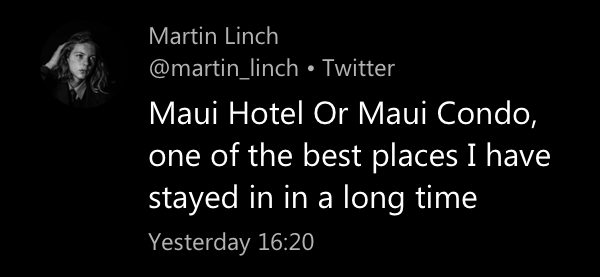 Martin Linch
@martin_linch • Twitter
Maui Hotel Or Maui Condo,
one of the best places I have
stayed in in a long time
Yesterday 16:20